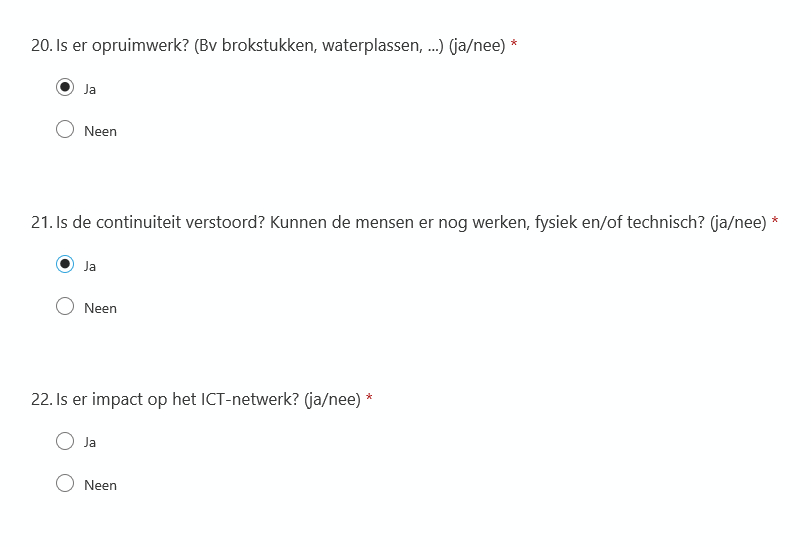 20. Is er opruimwerk? (Bv brokstukken, waterplassen, ...) (ja/nee) *
Ja
Neen
21. Is de continuiteit verstoord? Kunnen de mensen er nog werken, fysiek en/of technisch? (ja/nee) *
Ja
Neen
22. Is er impact op het ICT-netwerk? (ja/nee) *
Ja
Neen